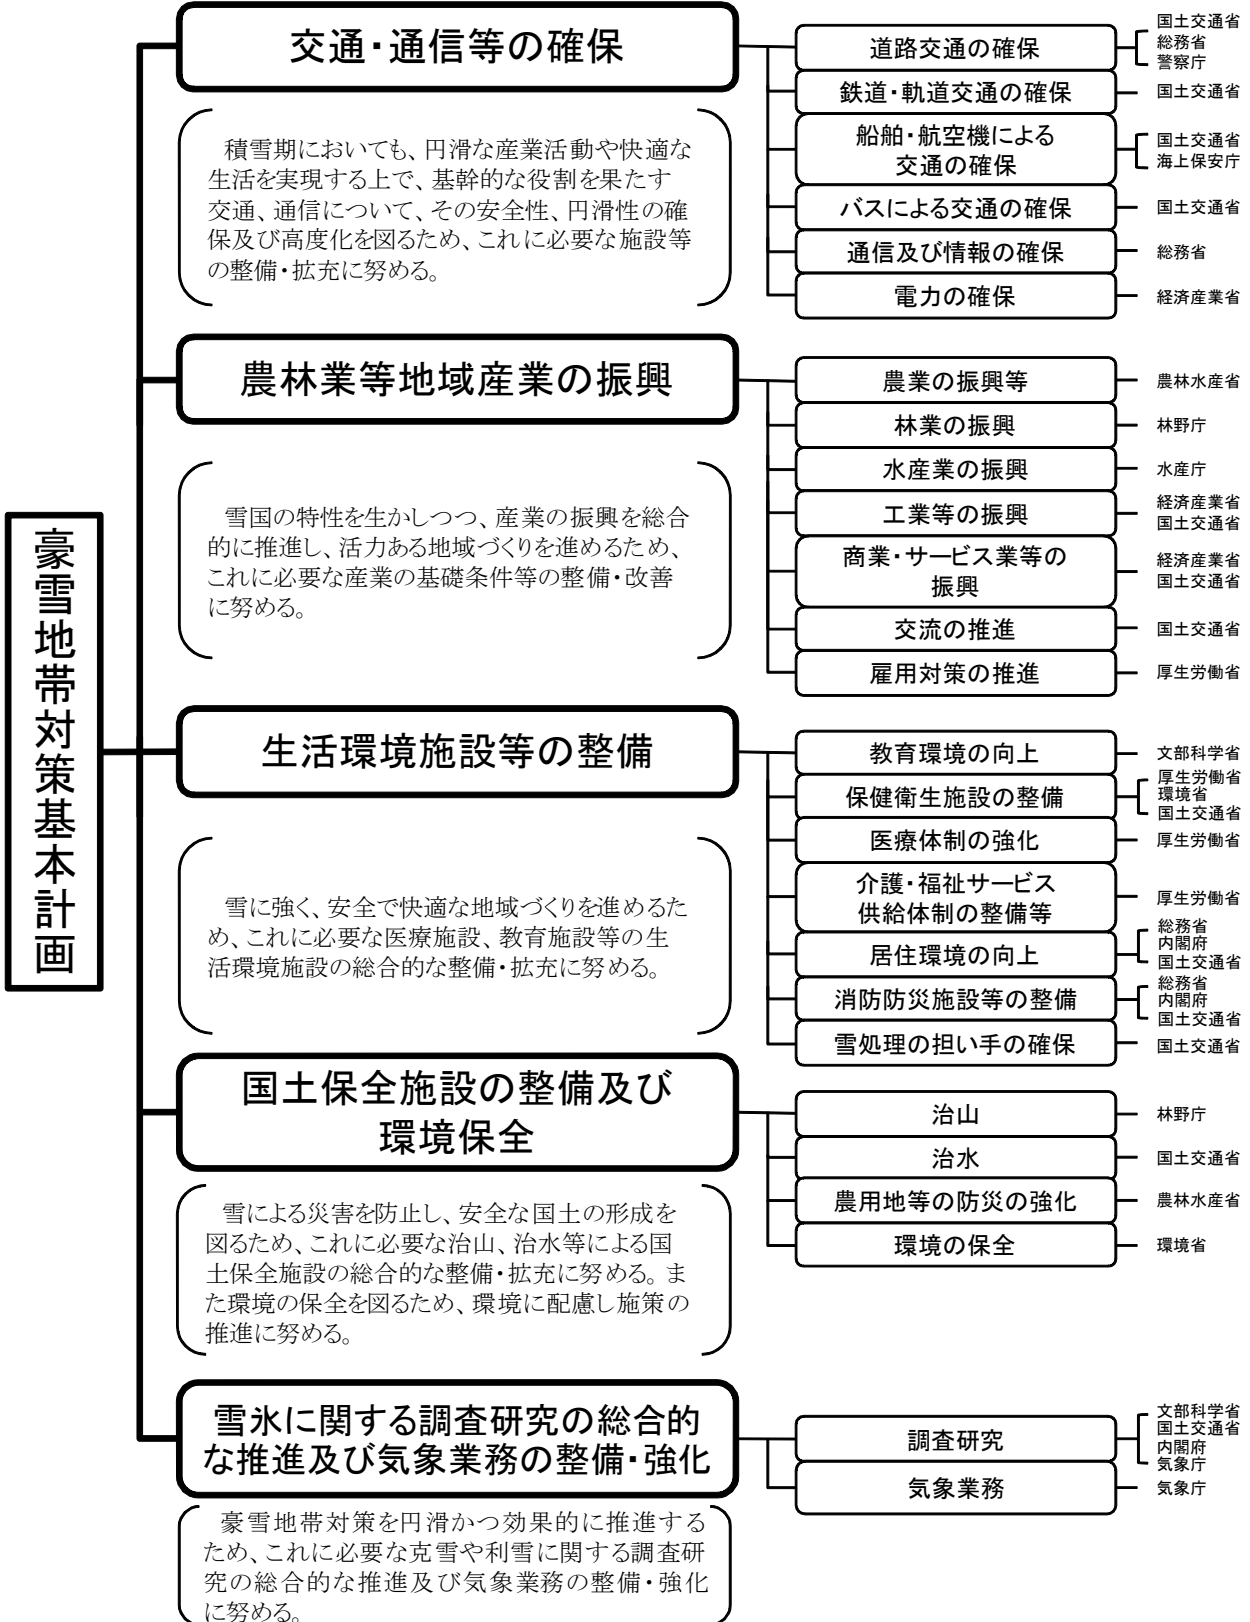 豪雪地帯対策基本計画
交通・通信等の確保
積雪期においても、円滑な産業活動や快適な
生活を実現する上で、基幹的な役割を果たす
交通、通信について、その安全性、円滑性の確
保及び高度化を図るため、これに必要な施設等
の整備・拡充に努める。
道路交通の確保
国土交通省
総務省
警察庁
鉄道・軌道交通の確保
国土交通省
船舶・航空機による
交通の確保
国土交通省
海上保安庁
バスによる交通の確保
国土交通省
通信及び情報の確保
総務省
電力の確保
経済産業省
農林業等地域産業の振興
雪国の特性を生かしつつ、産業の振興を総合
的に推進し、活力ある地域づくりを進めるため、
これに必要な産業の基礎条件等の整備・改善
に努める。
農業の振興等
農林水産省
林業の振興
林野庁
水産業の振興
水産庁
工業等の振興
経済産業省
国土交通省
商業・サービス業等の
振興
経済産業省
国土交通省
交流の推進
国土交通省
雇用対策の推進
厚生労働省
生活環境施設等の整備
雪に強く、安全で快適な地域づくりを進めるた
め、これに必要な医療施設、教育施設等の生
活環境施設の総合的な整備・拡充に努める。
教育環境の向上
文部科学省
保健衛生施設の整備
厚生労働省
環境省
国土交通省
医療体制の強化
厚生労働省
介護・福祉サービス
供給体制の整備等
厚生労働省
居住環境の向上
総務省
内閣府
国土交通省
消防防災施設等の整備
総務省
内閣府
国土交通省
雪処理の担い手の確保
国土交通省
国土保全施設の整備及び
環境保全
雪による災害を防止し、安全な国土の形成を
図るため、これに必要な治山、治水等による国
土保全施設の総合的な整備・拡充に努める。ま
た環境の保全を図るため、環境に配慮し施策の
推進に努める。
治山
林野庁
治水
国土交通省
農用地等の防災の強化
農林水産省
環境の保全
環境省
雪氷に関する調査研究の総合的
な推進及び気象業務の整備・強化
豪雪地帯対策を円滑かつ効果的に推進する
ため、これに必要な克雪や利雪に関する調査研
究の総合的な推進及び気象業務の整備・強化
に努める。
調査研究
文部科学省
国土交通省
内閣府
気象庁
気象業務
気象庁